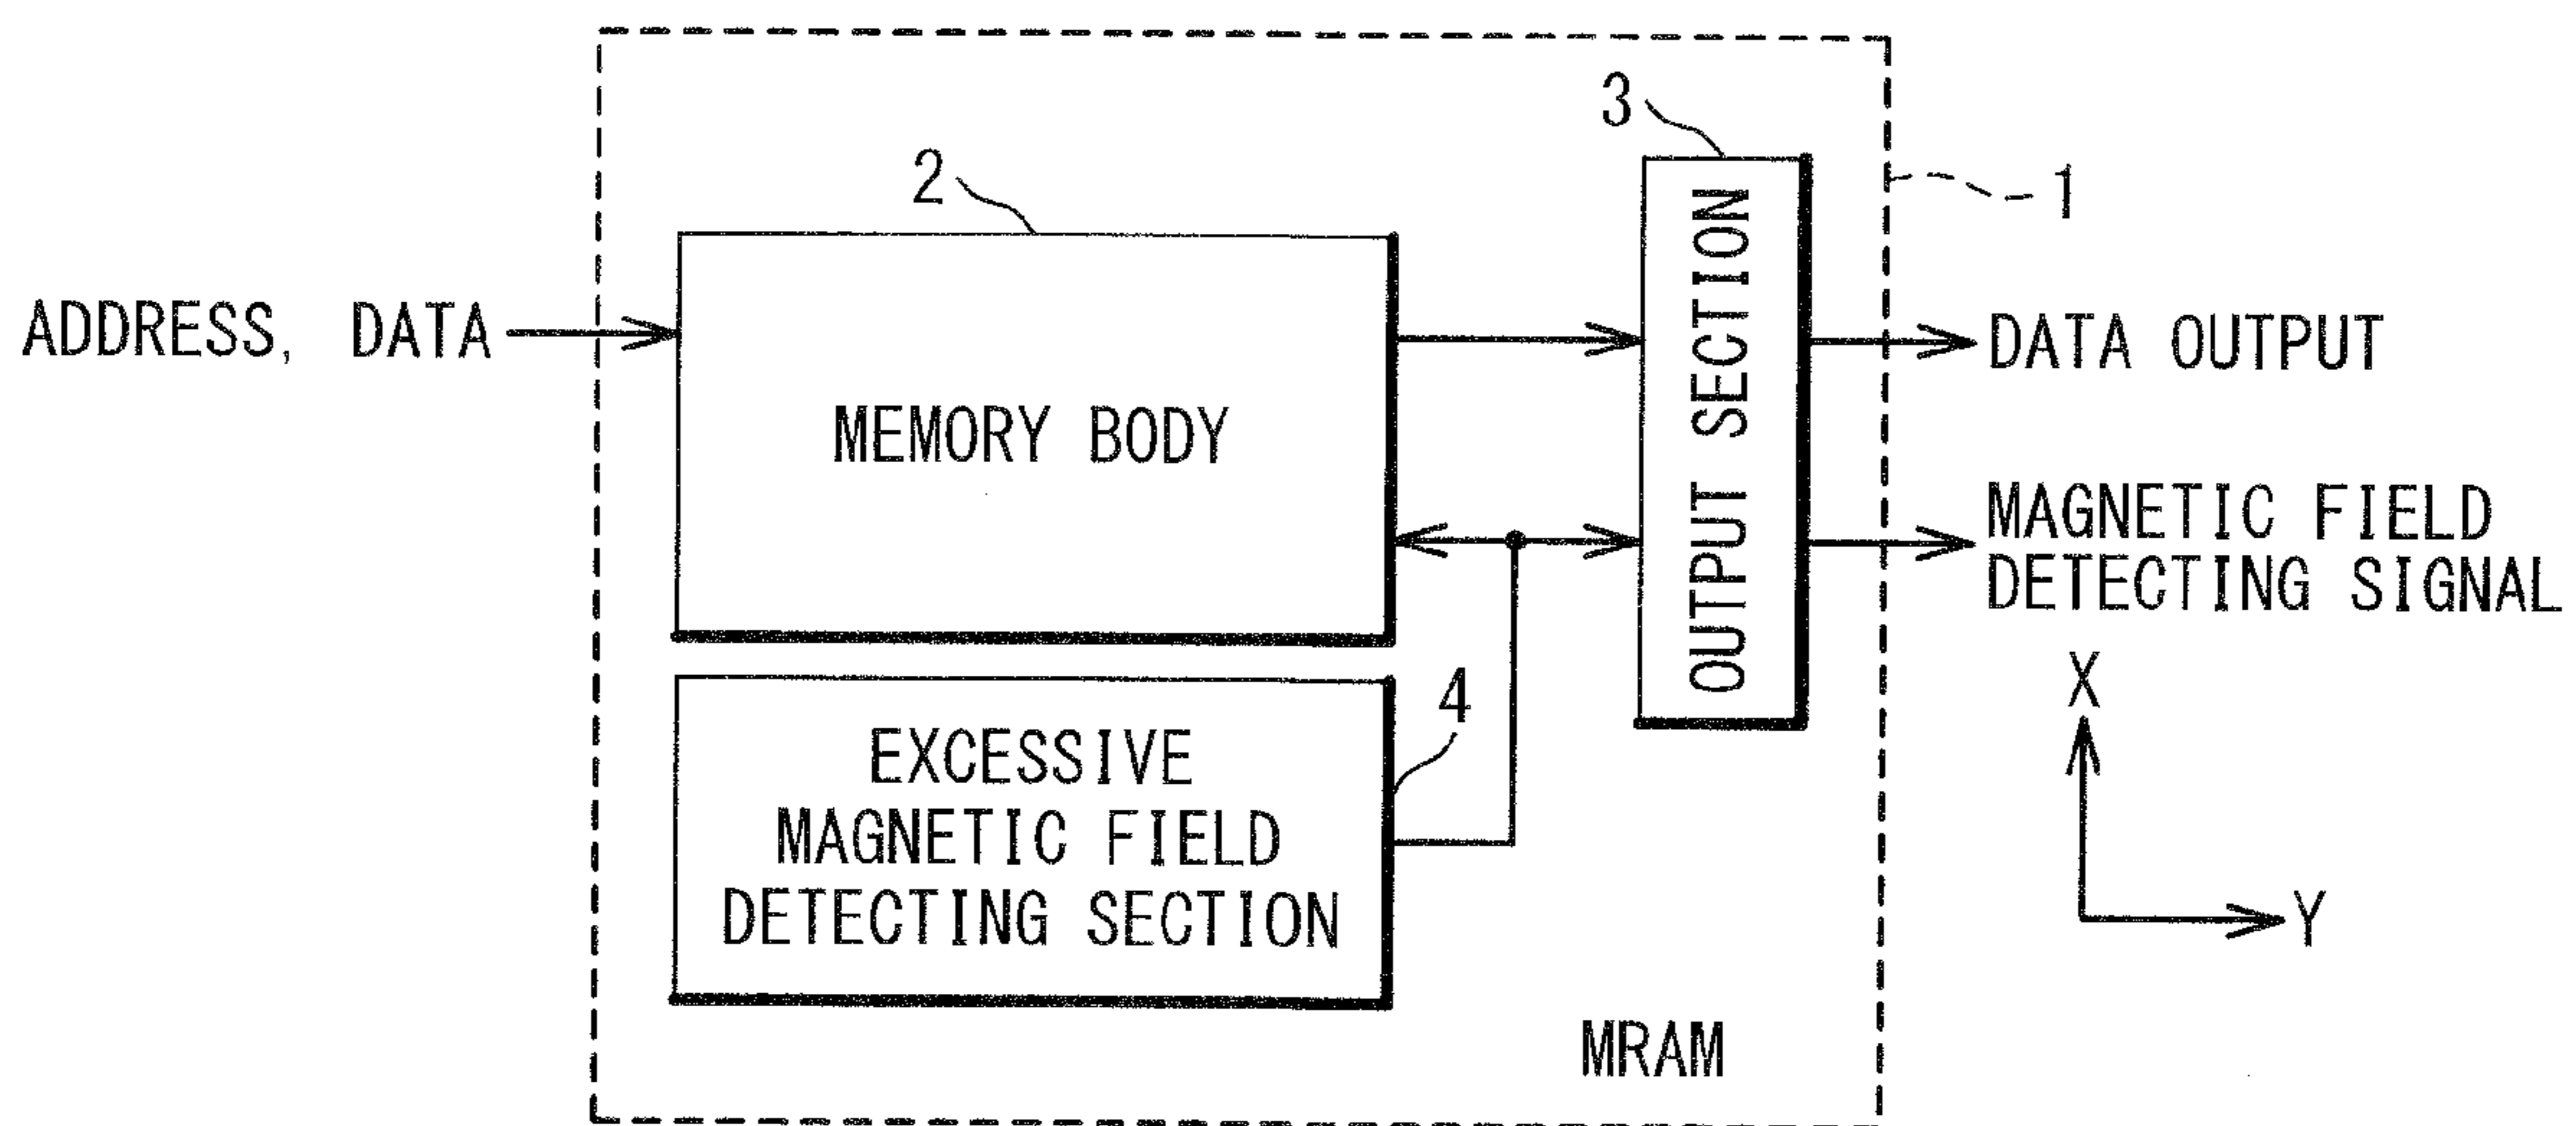 3
2
1
ADDRESS, DATA
MEMORY BODY
OUTPUT SECTION
DATA OUTPUT
MAGNETIC FIELD
DETECTING SIGNAL
4
EXCESSIVE
MAGNETIC FIELD
DETECTING SECTION
X
Y
MRAM